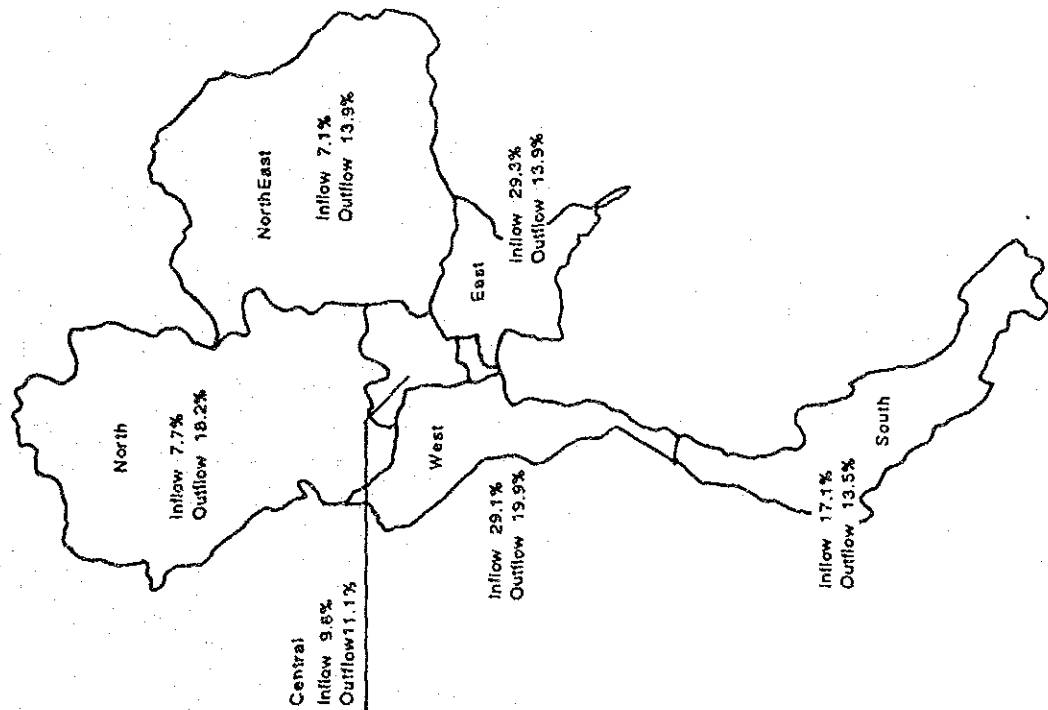 North
Inflow 7.7%
Outflow 18.2%
NorthEast
Inflow 7.1%
Outflow 13.9%
Central
Inflow 9.6%
Outflow11.1%
West
Inflow 29.1%
Outflow 19.9%
East
Inflow 29.3%
Outflow 13.9%
South
Inflow 17.1%
Outflow 13.5%